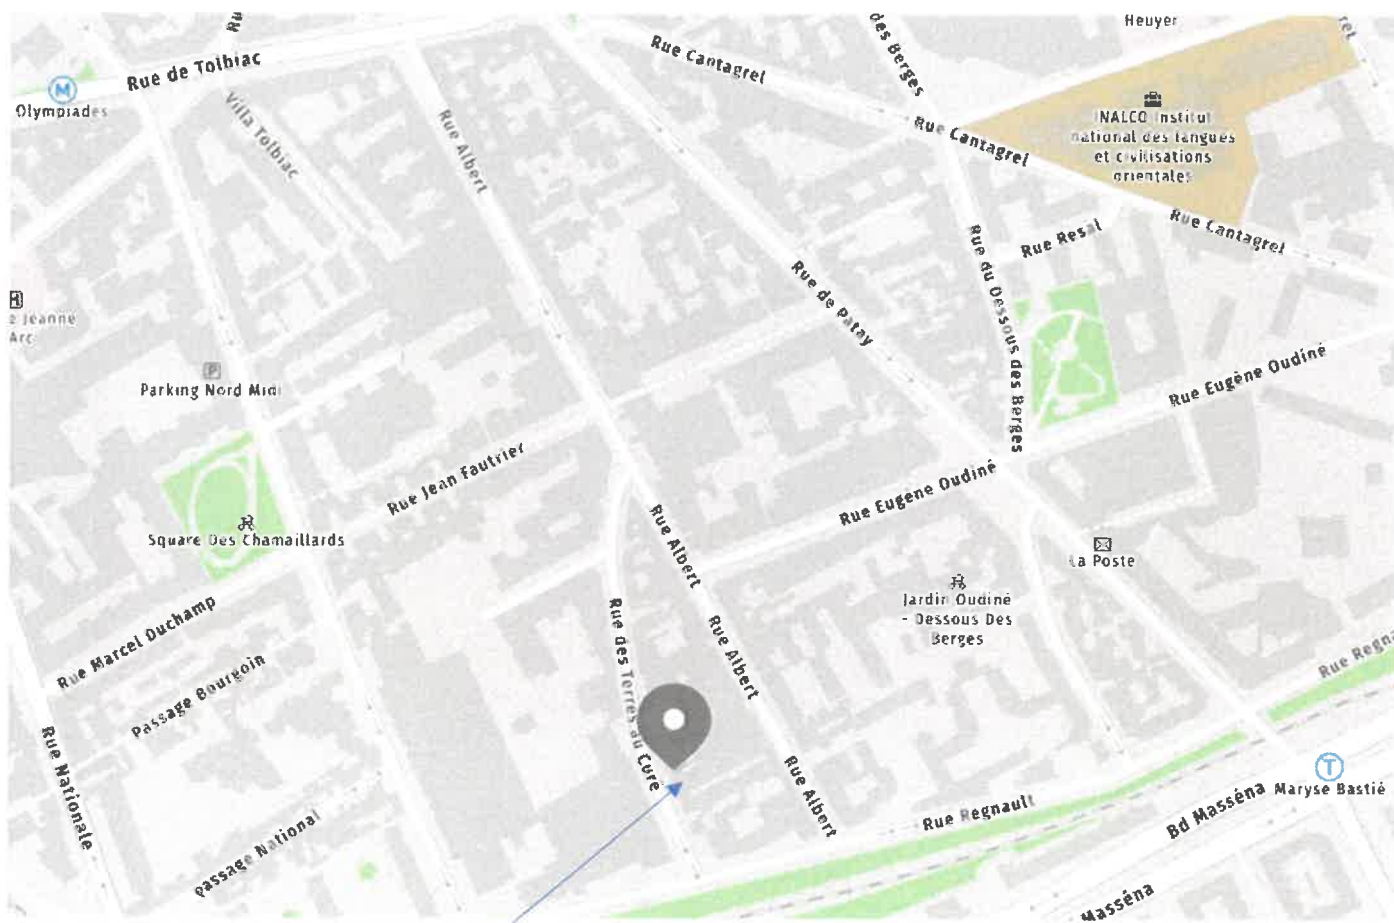 Heuyer
Rue de Tolbiac
Olympiades
M
Villa Tolbiac
Rue Albert
Rue Cantagrel
des Berges
Rue Cantagrel
INALCO Institut
national des langues
et civilisations
orientales
Rue Cantagrel
Rue Resal
Rue du Dessous des Berges
Rue de Patay
H
e Jeanne
Arc
P
Parking Nord Midi
Rue Eugène Oudiné
Rue Jean Fautrier
Rue Eugène Oudiné
Square Des Chamaillards
Rue Albert
La Poste
Jardin Oudiné
- Dessous Des
Berges
Rue Marcel Duchamp
Passage Bourgoin
Rue des Terres au Cure
Rue Albert
Rue Regna
Rue Nationale
Rue Albert
T
Maryse Bastié
Rue Regnault
Bd Masséna
Passage National
Masséna